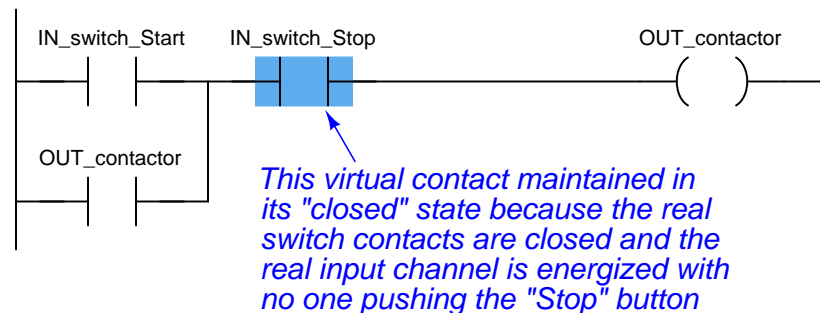 IN_switch_Start
IN_switch_Stop
OUT_contactor
OUT_contactor
This virtual contact maintained in
its "closed" state because the real
switch contacts are closed and the
real input channel is energized with
no one pushing the "Stop" button